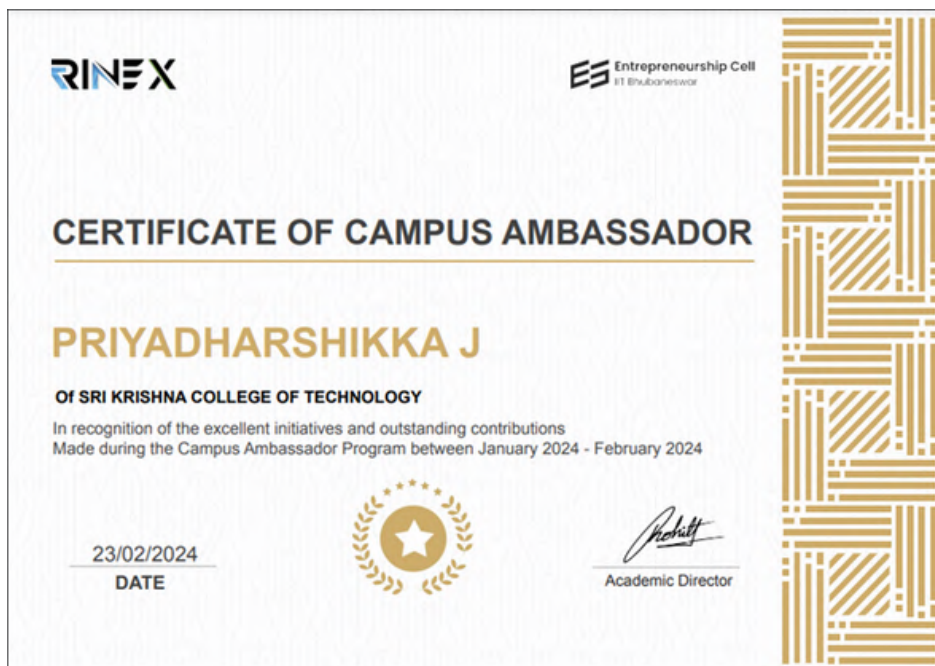 RINEX
Entrepreneurship Cell
IIT Bhubaneswar
CERTIFICATE OF CAMPUS AMBASSADOR
PRIYADHARSHIKKA J
Of SRI KRISHNA COLLEGE OF TECHNOLOGY
In recognition of the excellent initiatives and outstanding contributions
Made during the Campus Ambassador Program between January 2024 - February 2024
23/02/2024
DATE
Academic Director